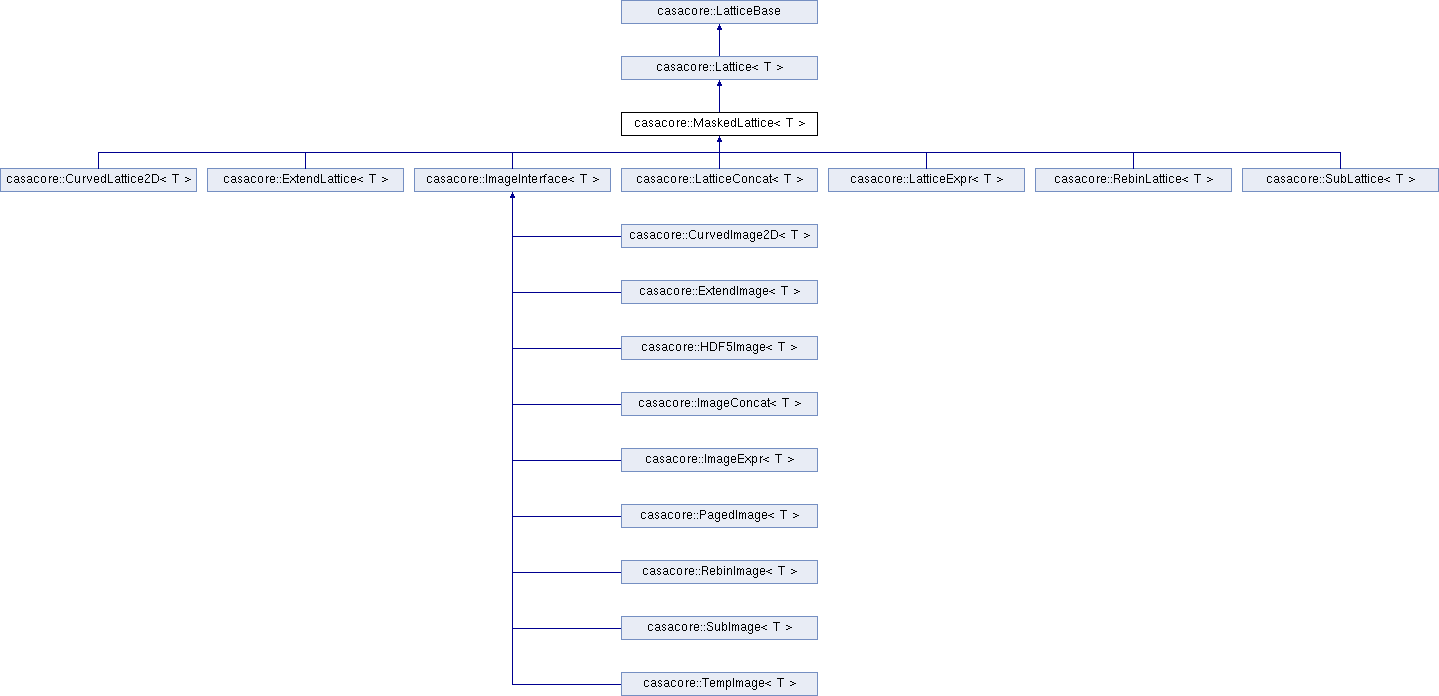 casacore::LatticeBase
casacore::Lattice< T >
casacore::MaskedLattice< T >
casacore::CurvedLattice2D< T >
casacore::ExtendLattice< T >
casacore::ImageInterface< T >
casacore::LatticeConcat< T >
casacore::LatticeExpr< T >
casacore::RebinLattice< T >
casacore::SubLattice< T >
casacore::CurvedImage2D< T >
casacore::ExtendImage< T >
casacore::HDF5Image< T >
casacore::ImageConcat< T >
casacore::ImageExpr< T >
casacore::PagedImage< T >
casacore::RebinImage< T >
casacore::SubImage< T >
casacore::TempImage< T >